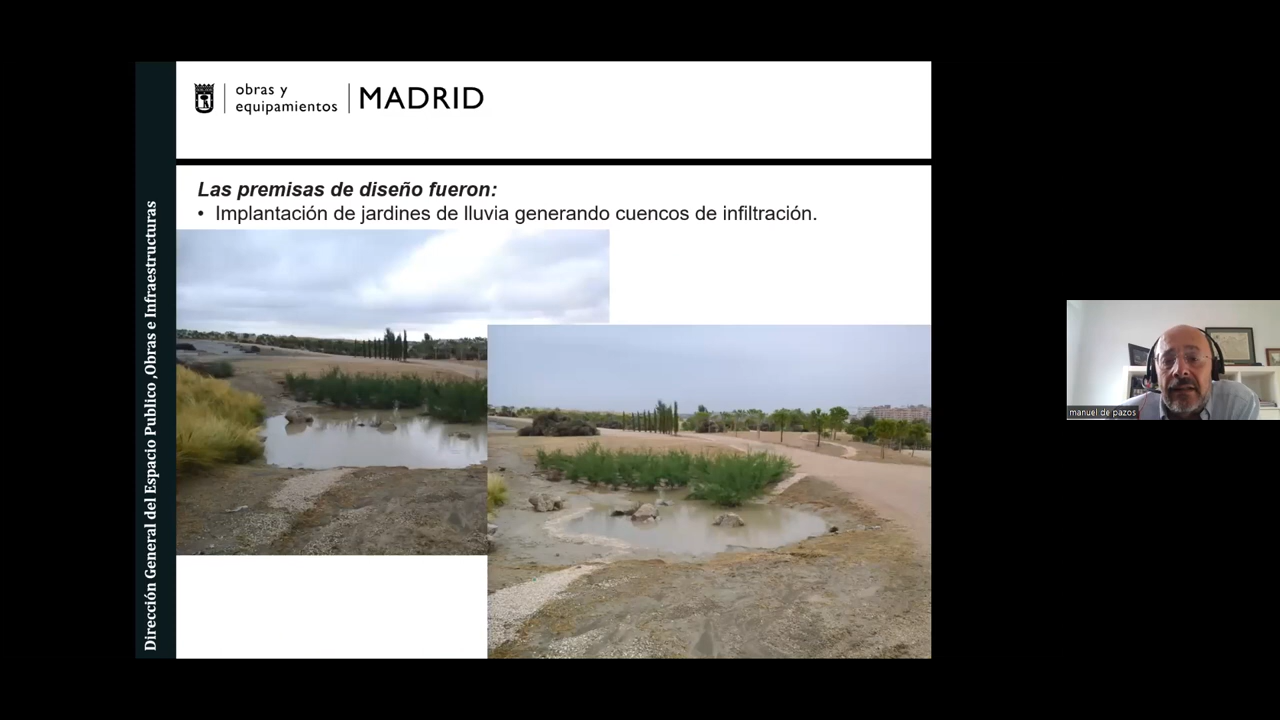 obras y
equipamientos
MADRID
Las premisas de diseño fueron:
• Implantación de jardines de lluvia generando cuencos de infiltración.
Dirección General del Espacio Publico ,Obras e Infraestructuras
manuel de pazos